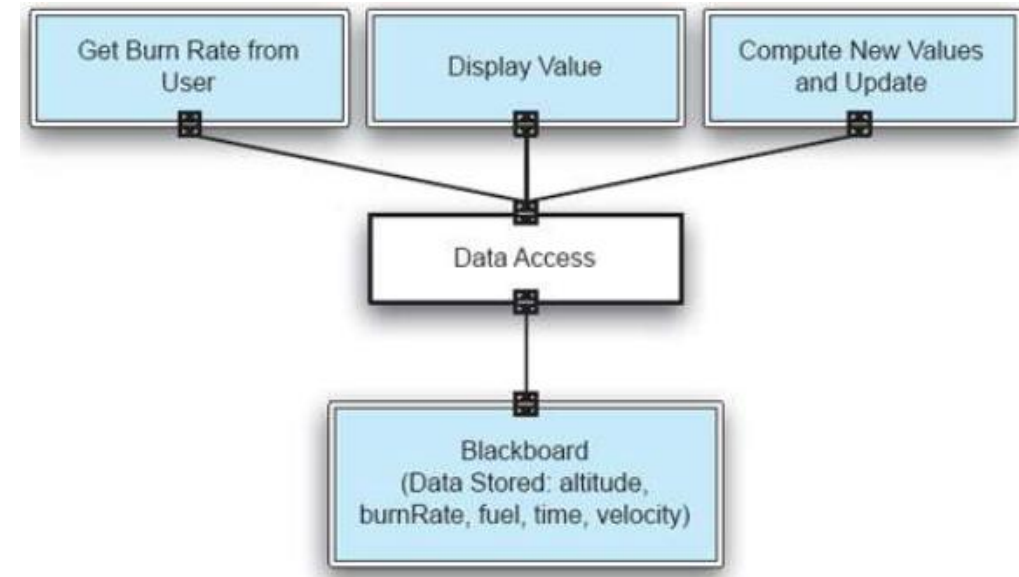 Get Burn Rate from
User
Display Value
Compute New Values
and Update
Data Access
Blackboard
(Data Stored: altitude,
burnRate, fuel, time, velocity)